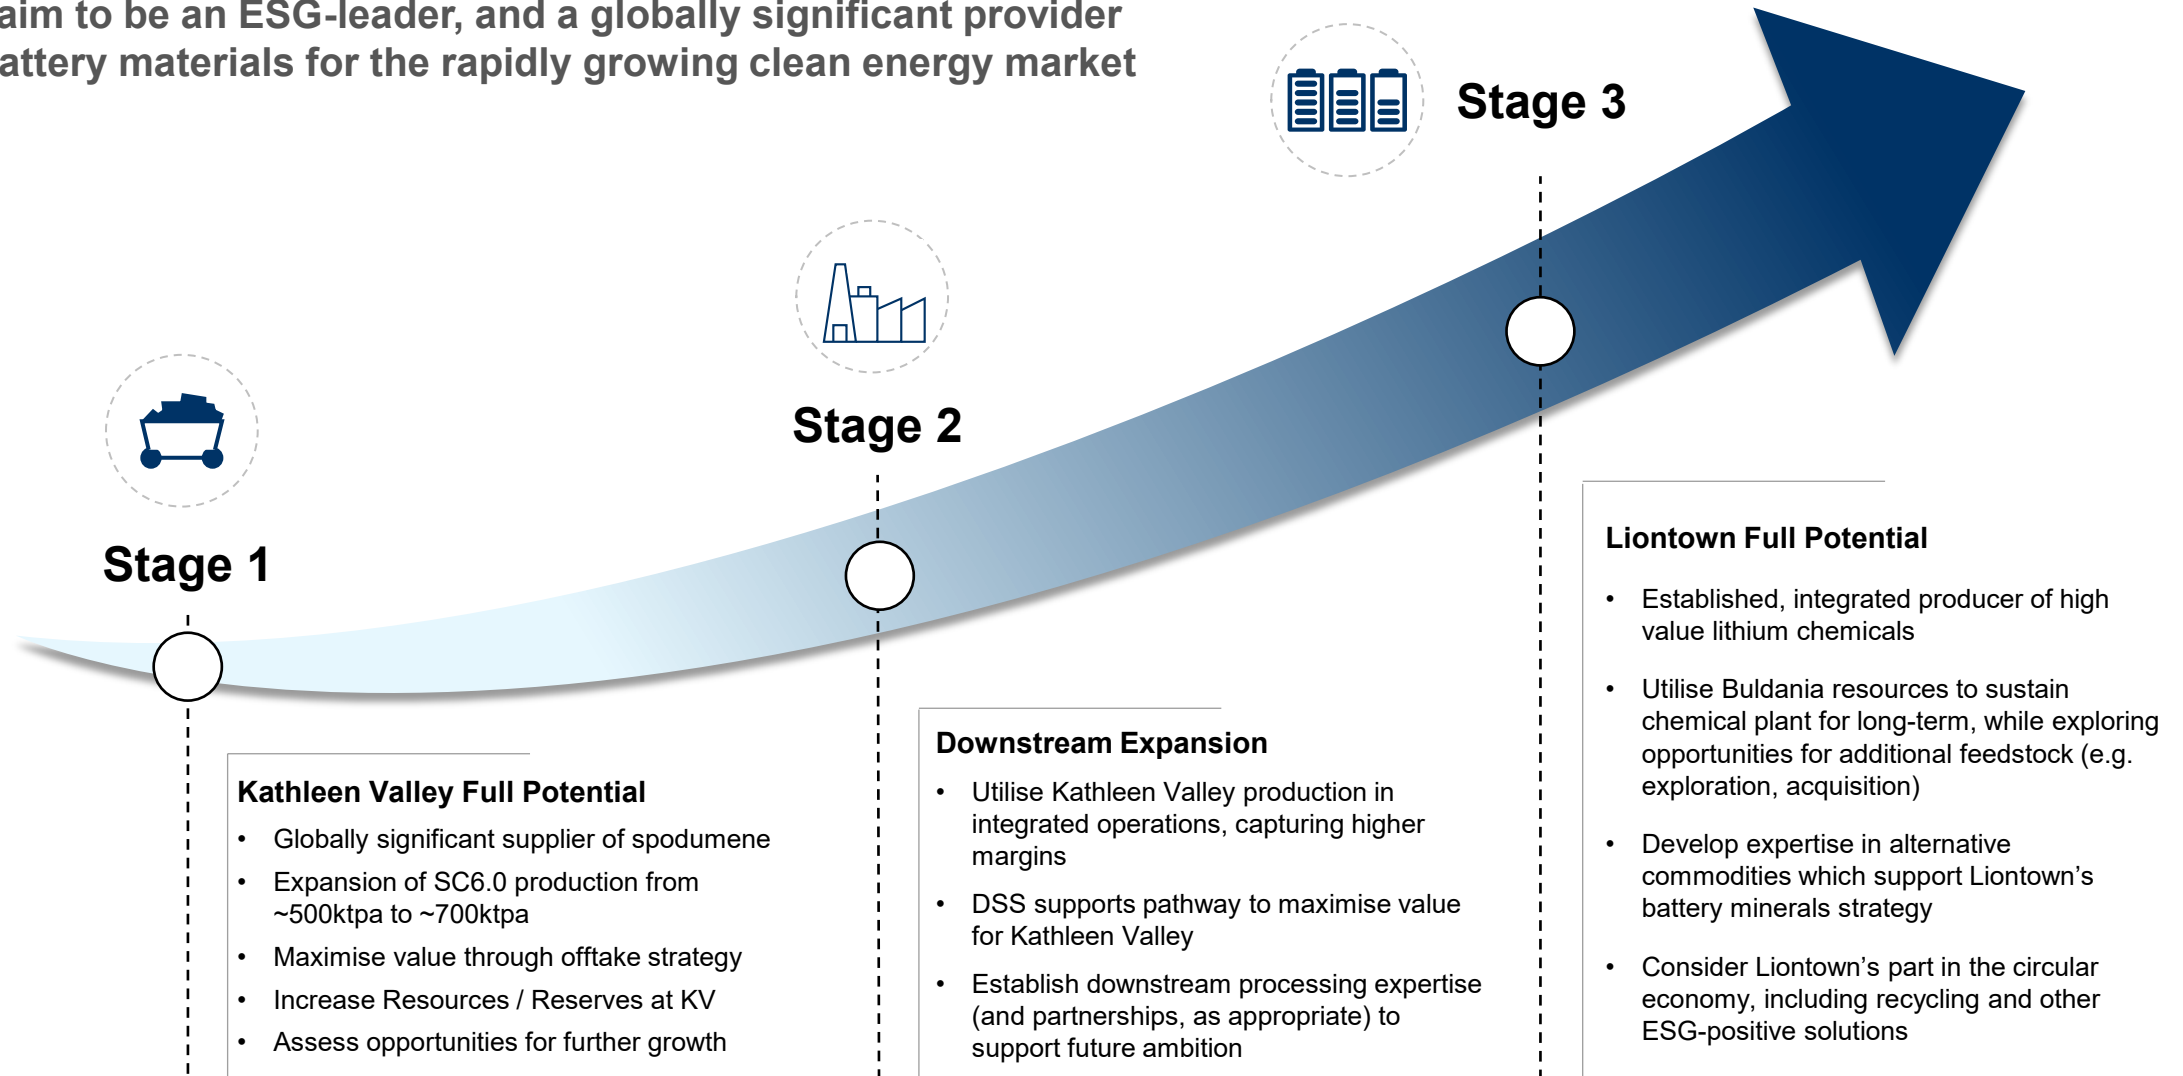 aim to be an ESG-leader, and a globally significant provider
attery materials for the rapidly growing clean energy market
Stage 1
Kathleen Valley Full Potential
• Globally significant supplier of spodumene
• Expansion of SC6.0 production from
~500ktpa to ~700ktpa
• Maximise value through offtake strategy
• Increase Resources / Reserves at KV
• Assess opportunities for further growth
Stage 2
Downstream Expansion
• Utilise Kathleen Valley production in
integrated operations, capturing higher
margins
• DSS supports pathway to maximise value
for Kathleen Valley
• Establish downstream processing expertise
(and partnerships, as appropriate) to
support future ambition
Stage 3
Liontown Full Potential
• Established, integrated producer of high
value lithium chemicals
• Utilise Buldania resources to sustain
chemical plant for long-term, while exploring
opportunities for additional feedstock (e.g.
exploration, acquisition)
• Develop expertise in alternative
commodities which support Liontown’s
battery minerals strategy
• Consider Liontown’s part in the circular
economy, including recycling and other
ESG-positive solutions